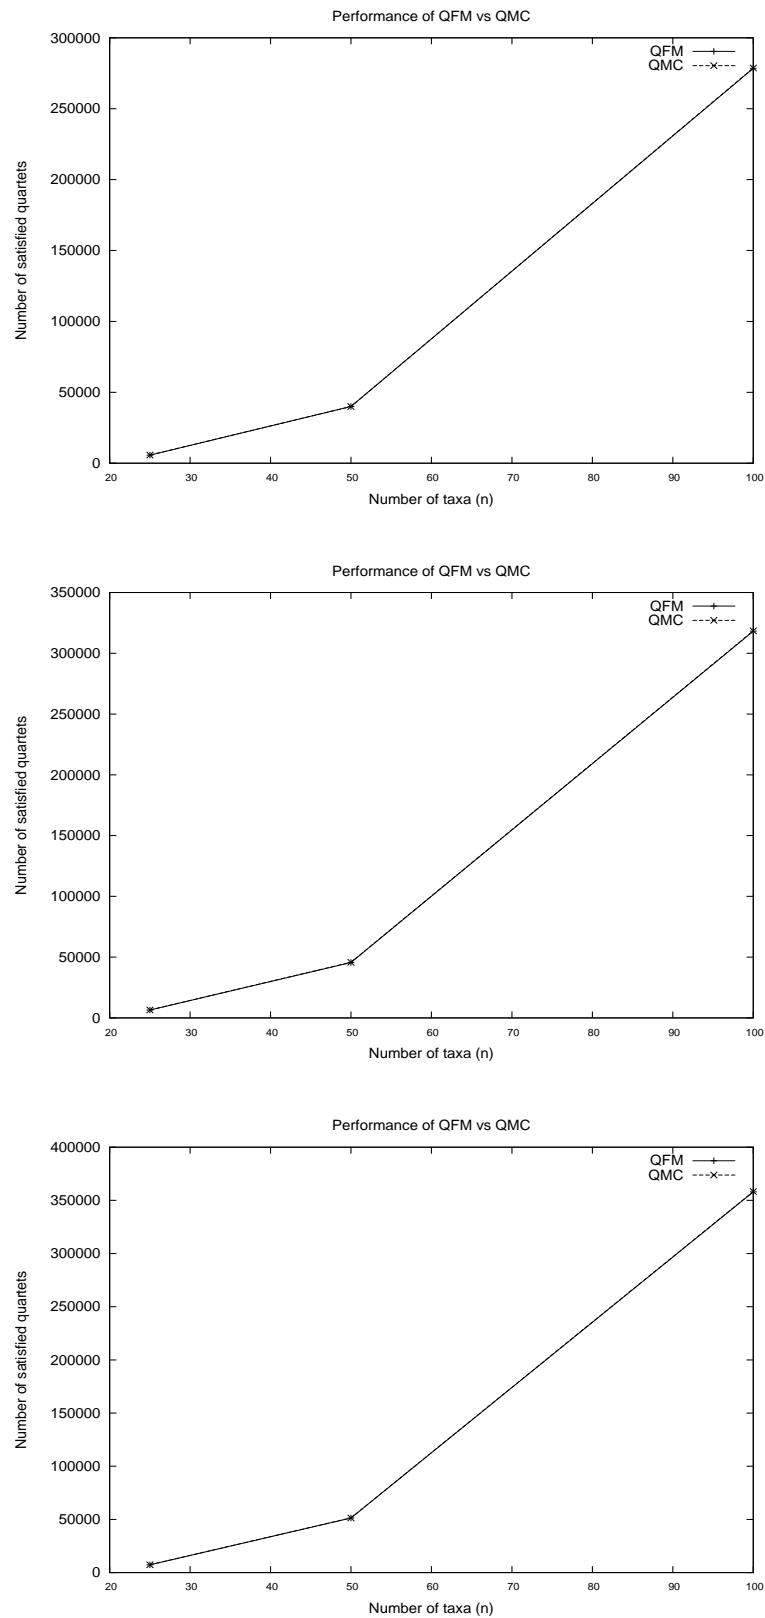 Performance of QFM vs QMC
300000
QFM
QMC
250000
200000
150000
100000
50000
0
Number of satisfied quartets
20 30 40 50 60 70 80 90 100
Number of taxa (n)
Performance of QFM vs QMC
350000
QFM
QMC
300000
250000
200000
150000
100000
50000
0
Number of satisfied quartets
20 30 40 50 60 70 80 90 100
Number of taxa (n)
Performance of QFM vs QMC
400000
QFM
QMC
350000
300000
250000
200000
150000
100000
50000
0
Number of satisfied quartets
20 30 40 50 60 70 80 90 100
Number of taxa (n)